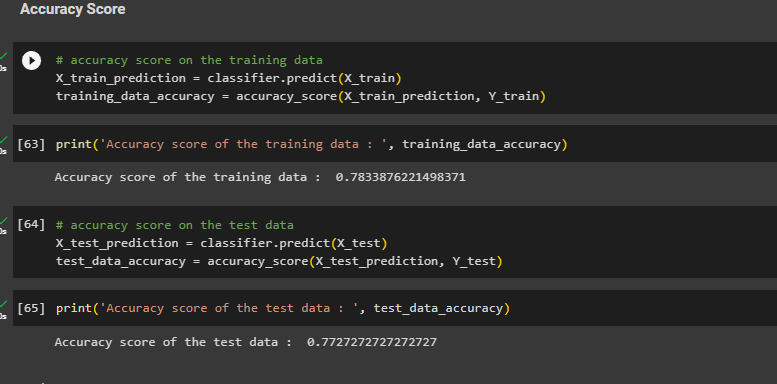 Accuracy Score
# accuracy score on the training data
X_train_prediction = classifier.predict(X_train)
training_data_accuracy = accuracy_score(X_train_prediction, Y_train)
[63] print('Accuracy score of the training data : ', training_data_accuracy)
Accuracy score of the training data :  0.7833876221498371
[64] # accuracy score on the test data
X_test_prediction = classifier.predict(X_test)
test_data_accuracy = accuracy_score(X_test_prediction, Y_test)
[65] print('Accuracy score of the test data : ', test_data_accuracy)
Accuracy score of the test data :  0.7727272727272727